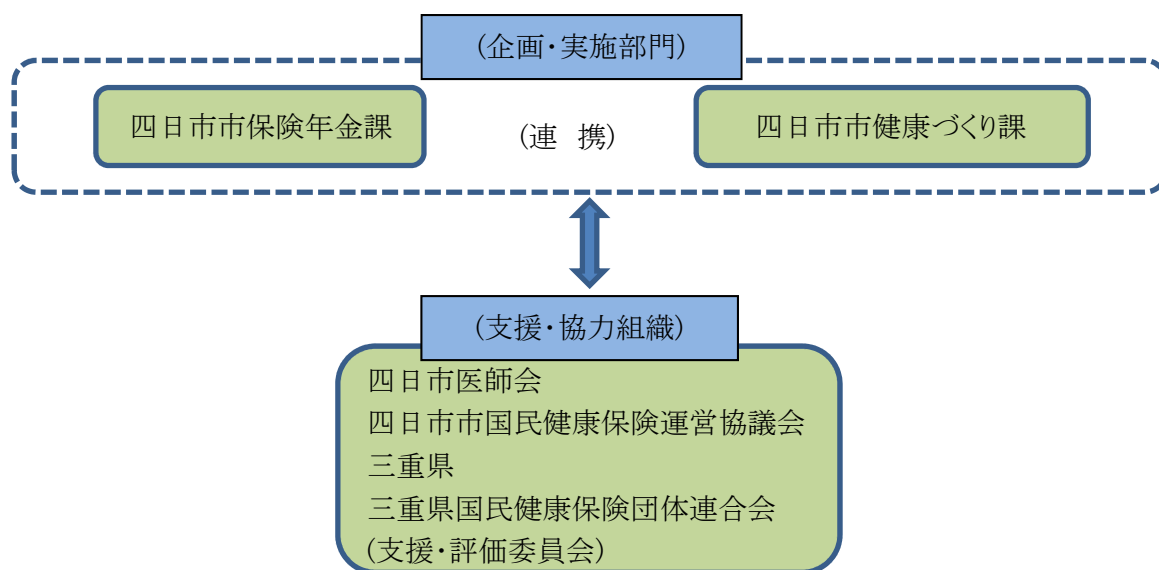 (企画・実施部門)
四日市市保険年金課
(連 携)
四日市市健康づくり課
(支援・協力組織)
四日市医師会
四日市市国民健康保険運営協議会
三重県
三重県国民健康保険団体連合会
(支援・評価委員会)